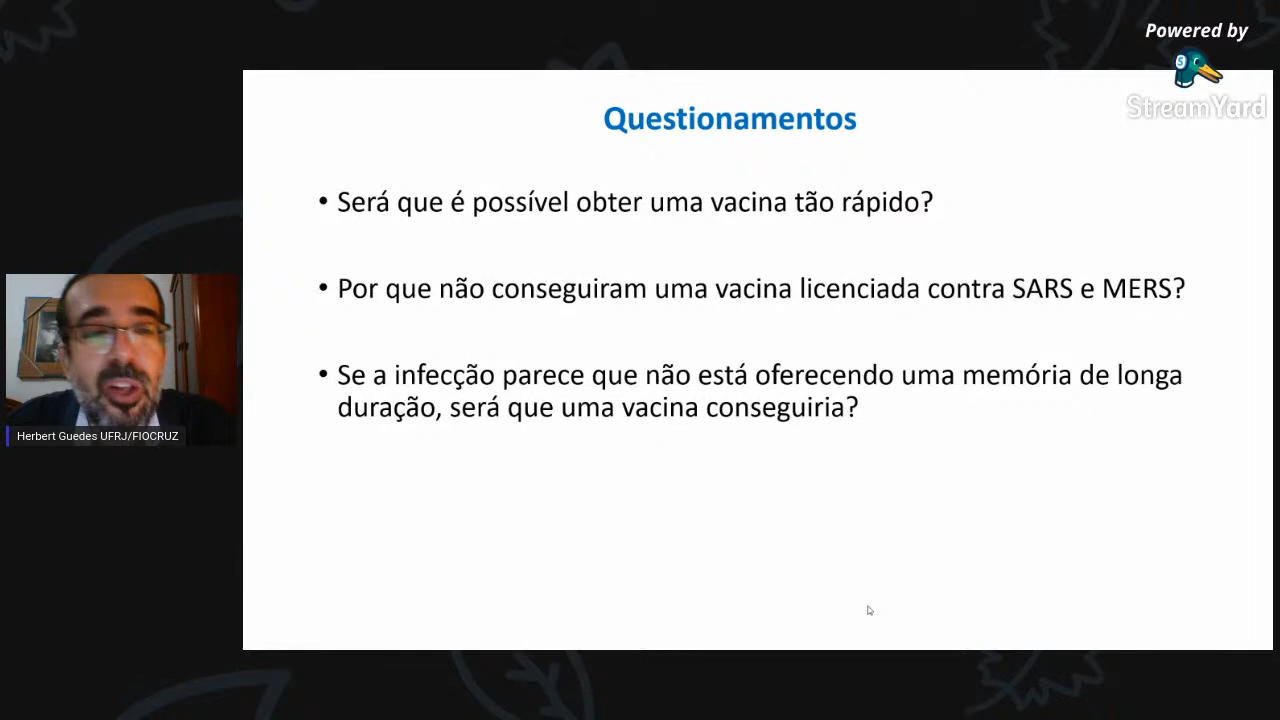 Powered by
StreamYard
Questionamentos
• Será que é possível obter uma vacina tão rápido?
• Por que não conseguiram uma vacina licenciada contra SARS e MERS?
• Se a infecção parece que não está oferecendo uma memória de longa
duração, será que uma vacina conseguiria?
Herbert Guedes UFRJ/FIOCRUZ